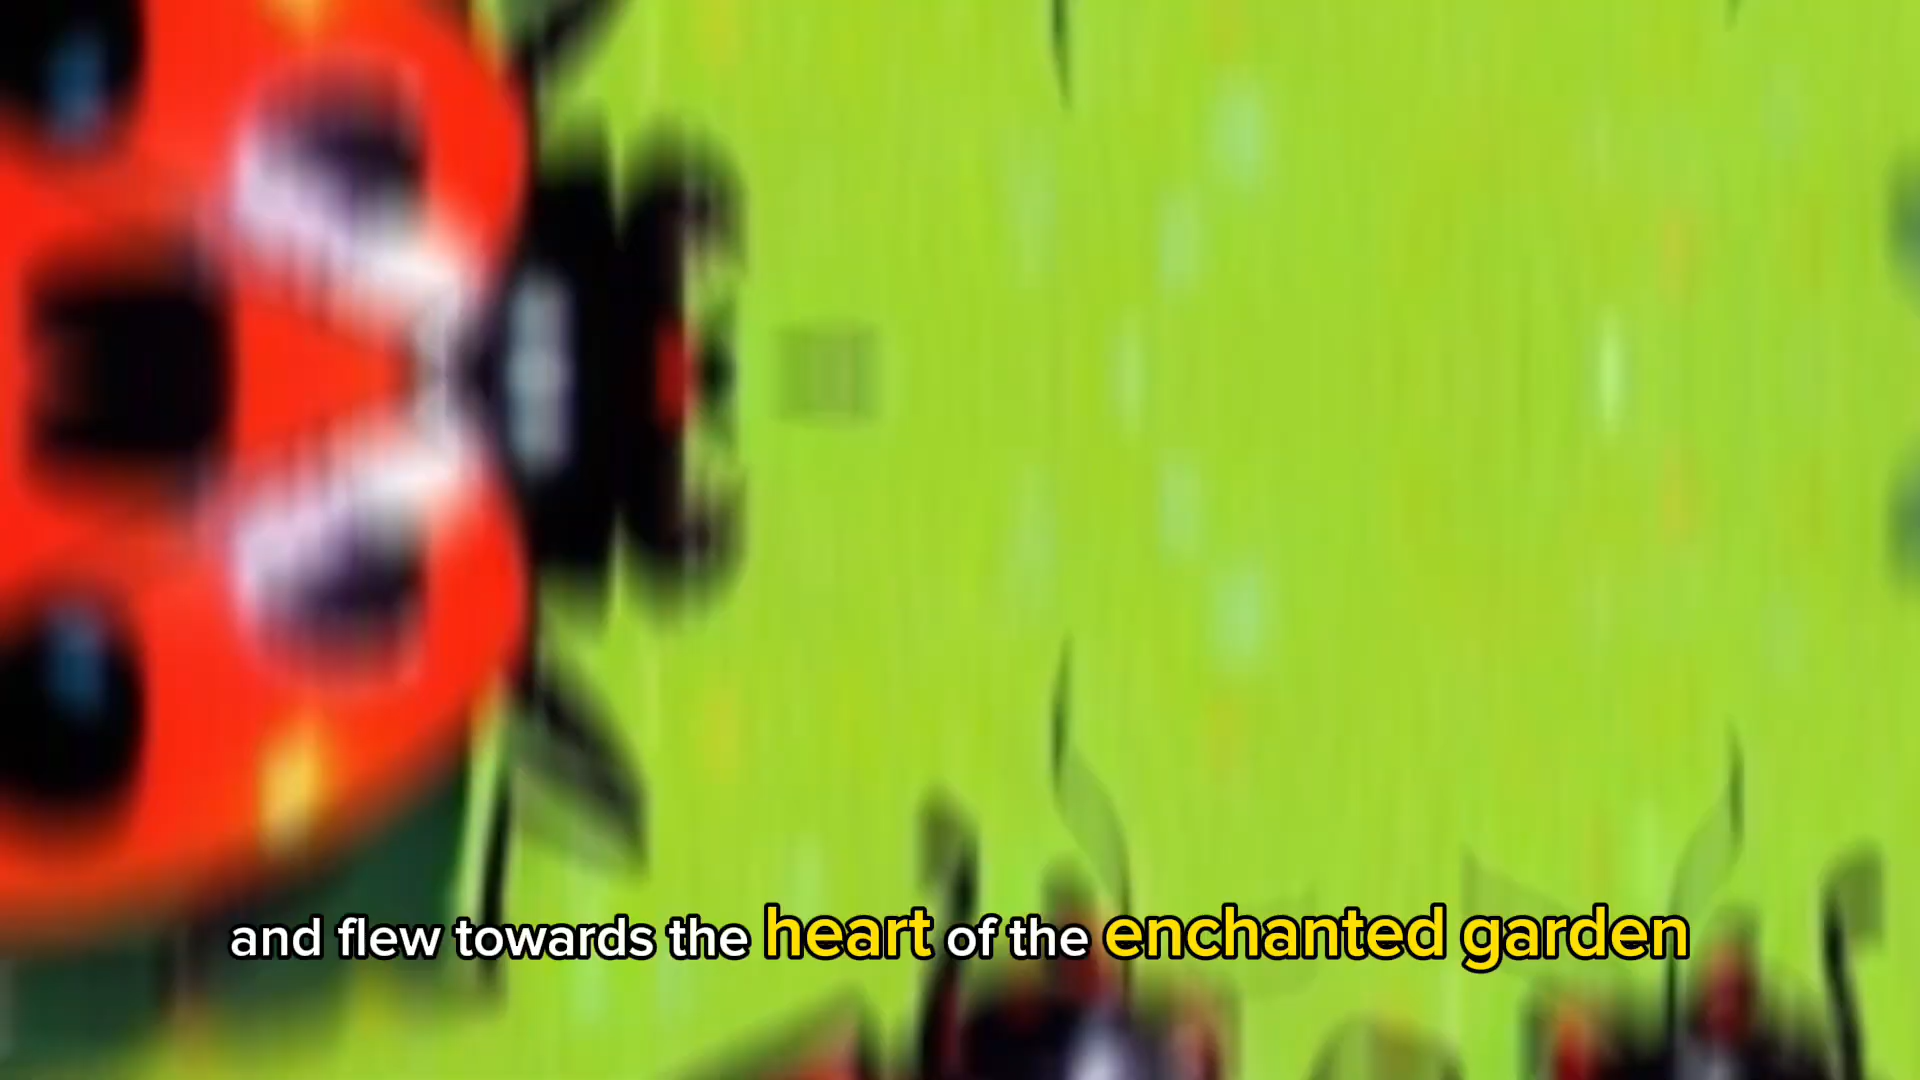 and flew towards the heart of the enchanted garden